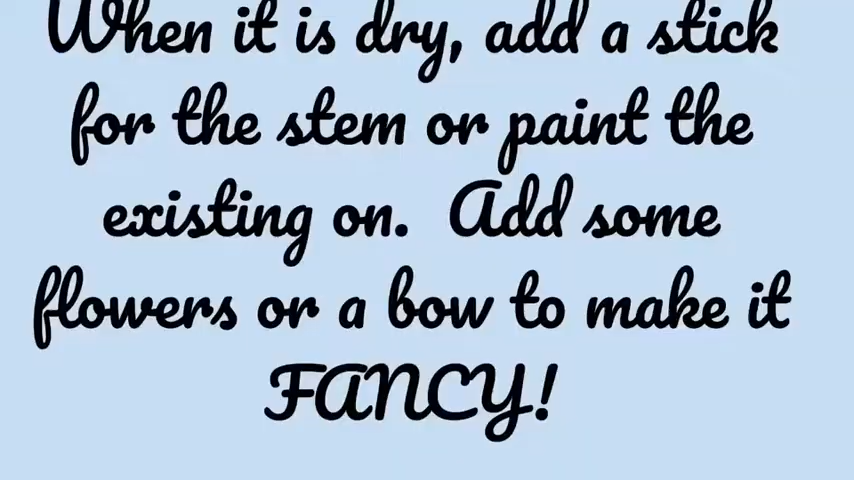 When it is dry, add a stick
for the stem or paint the
existing on. Add some
flowers or a bow to make it
FANCY!